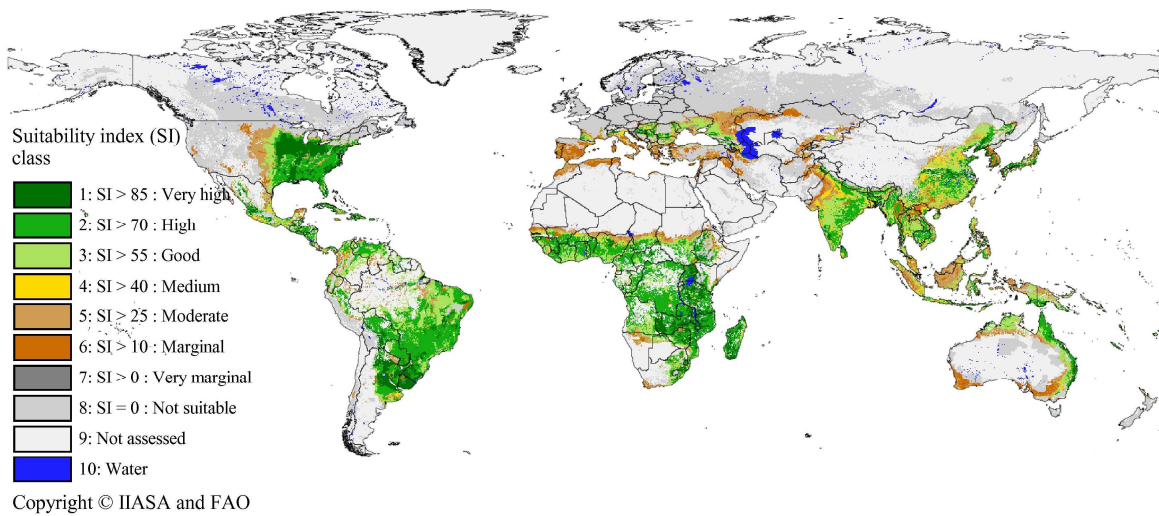 Suitability index (SI)
class
1: SI > 85 : Very high
2: SI > 70 : High
3: SI > 55 : Good
4: SI > 40 : Medium
5: SI > 25 : Moderate
6: SI > 10 : Marginal
7: SI > 0 : Very marginal
8: SI = 0 : Not suitable
9: Not assessed
10: Water
Copyright © IIASA and FAO